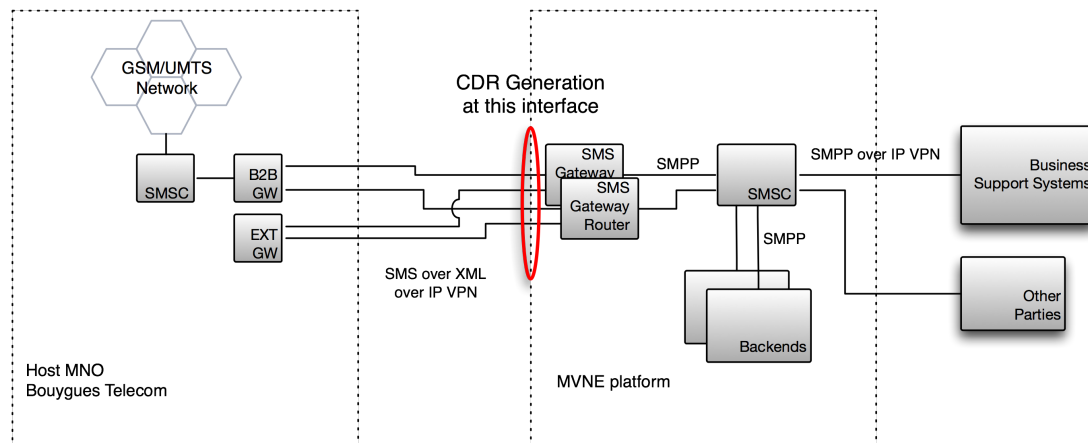 GSM/UMTS
Network
CDR Generation
at this interface
SMSC
B2B
GW
EXT
GW
SMS
Gateway
SMS
Gateway
Router
SMPP
SMSC
SMPP over IP VPN
Business
Support Systems
SMPP
SMS over XML
over IP VPN
Other
Parties
Backends
Host MNO
Bouygues Telecom
MVNE platform